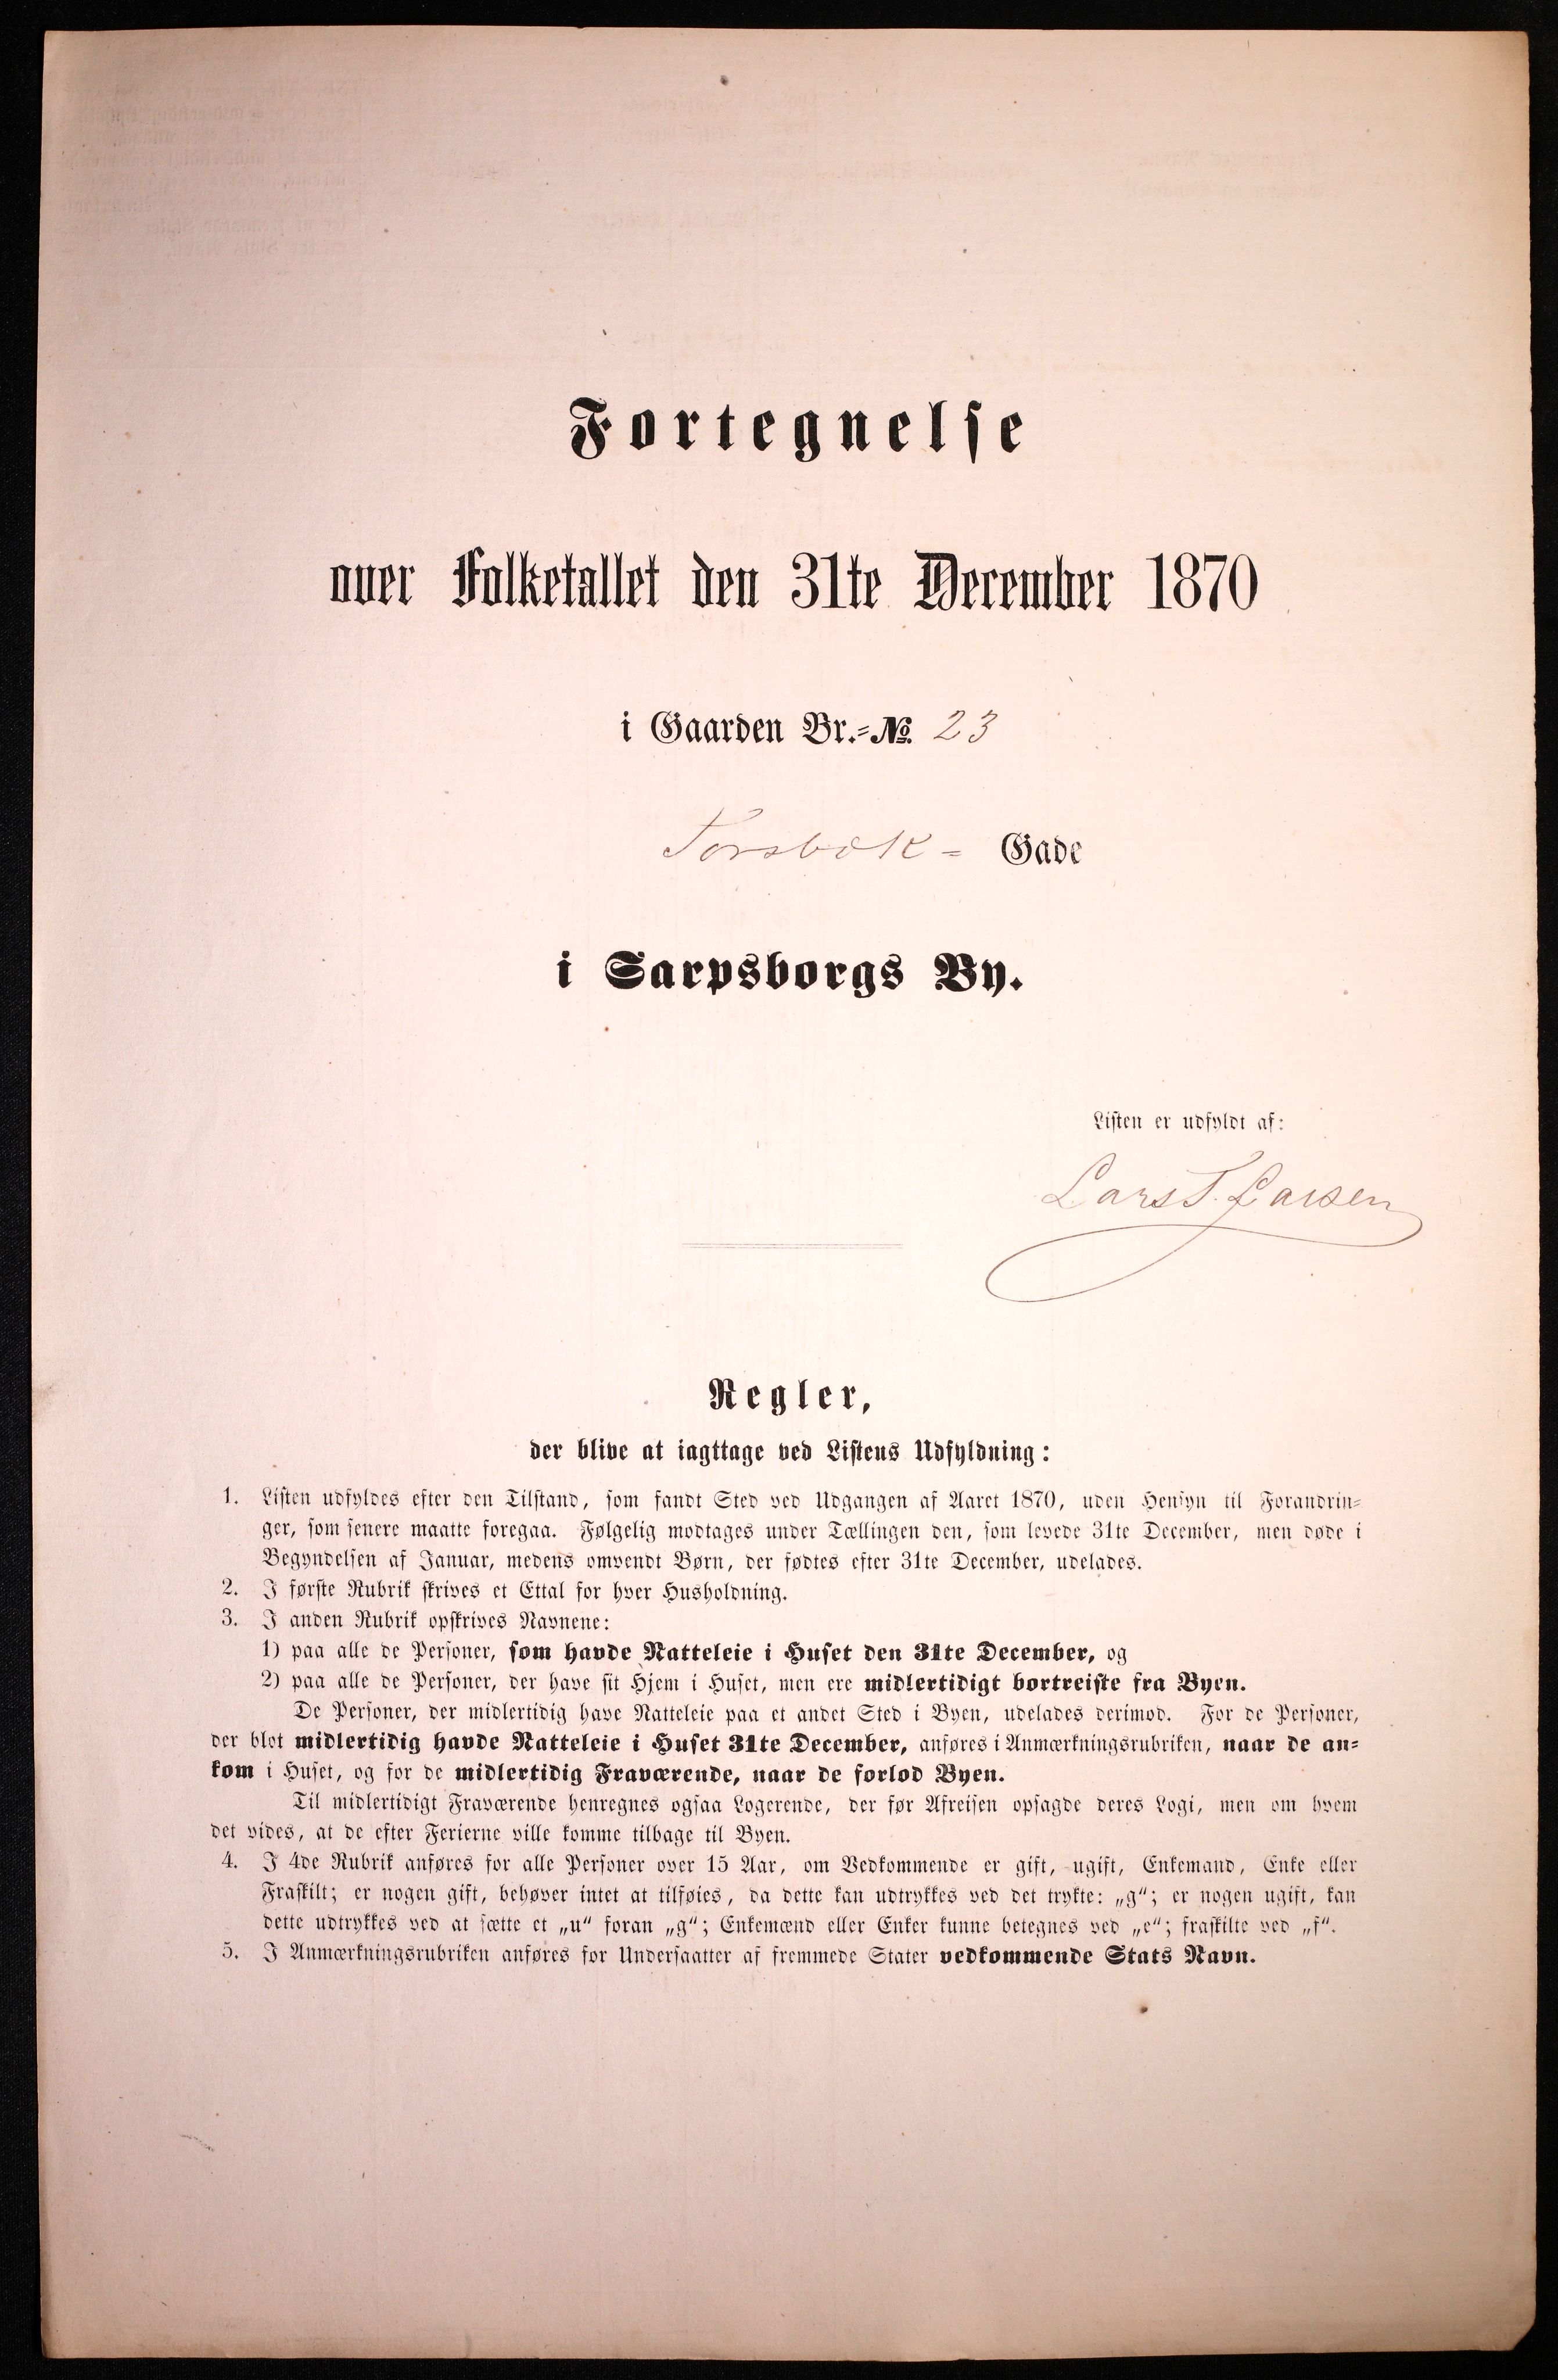 Fortegnelse
over Folketallet den 31te December 1870
i Gaarden Br.=No. 23
Torsbæk= Gade
i Sarpsborgs By.
Listen er udfyldt af:
Lars T. Larsen
Regler,
der blive at iagttage ved Listens Udfyldning:
1. Listen udfyldes efter den Tilstand, som fandt Sted ved Udgangen af Aaret 1870, uden Hensyn til Forandrin=
ger, som senere maatte foregaa. Følgelig modtages under Tællingen den, som levede 31te December, men døde i
Begyndelsen af Januar, medens omvendt Børn, der fødtes efter 31te December, udelades.
2. I første Rubrik skrives et Ettal for hver Husholdning.
3. I anden Rubrik opskrives Navnene:
1) paa alle de Personer, som havde Natteleie i Huset den 31te December, og
2) paa alle de Personer, der have sit Hjem i Huset, men ere midlertidigt bortreiste fra Byen.
De Personer, der midlertidig have Natteleie paa et andet Sted i Byen, udelades derimod. For de Personer,
der blot midlertidig havde Natteleie i Huset 31te December, anføres i Anmærkningsrubriken, naar de an=
kom i Huset, og for de midlertidig Fraværende, naar de forlod Byen.
Til midlertidigt Fraværende henregnes ogsaa Logerende, der før Afreisen opsagde deres Logi, men om hvem
det vides, at de efter Ferierne ville komme tilbage til Byen.
4. I 4de Rubrik anføres for alle Personer over 15 Aar, om Vedkommende er gift, ugift, Enkemand, Enke eller
Fraskilt; er nogen gift, behøver intet at tilføies, da dette kan udtrykkes ved det trykte: „g“; er nogen ugift, kan
dette udtrykkes ved at sætte et „u“ foran „g“; Enkemænd eller Enker kunne betegnes ved „e“; fraskilte ved „f“.
5. I Anmærkningsrubriken anføres for Undersaatter af fremmede Stater vedkommende Stats Navn.